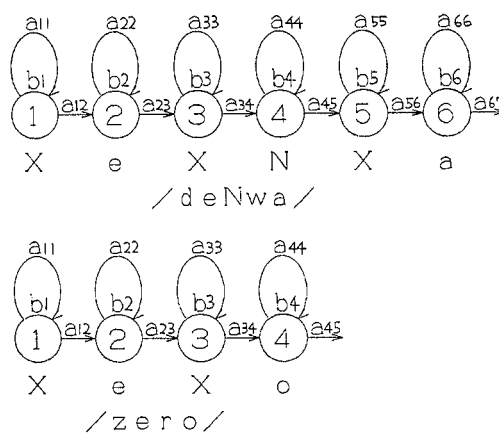 a11 a22 a33 a44 a55 a66
b1 b2 b3 b4 b5 b6
1 a12 2 a23 3 a34 4 a45 5 a56 6 a67
X e X N X a
/deNwa/
a11 a22 a33 a44
b1 b2 b3 b4
1 a12 2 a23 3 a34 4 a45
X e X o
/zero/